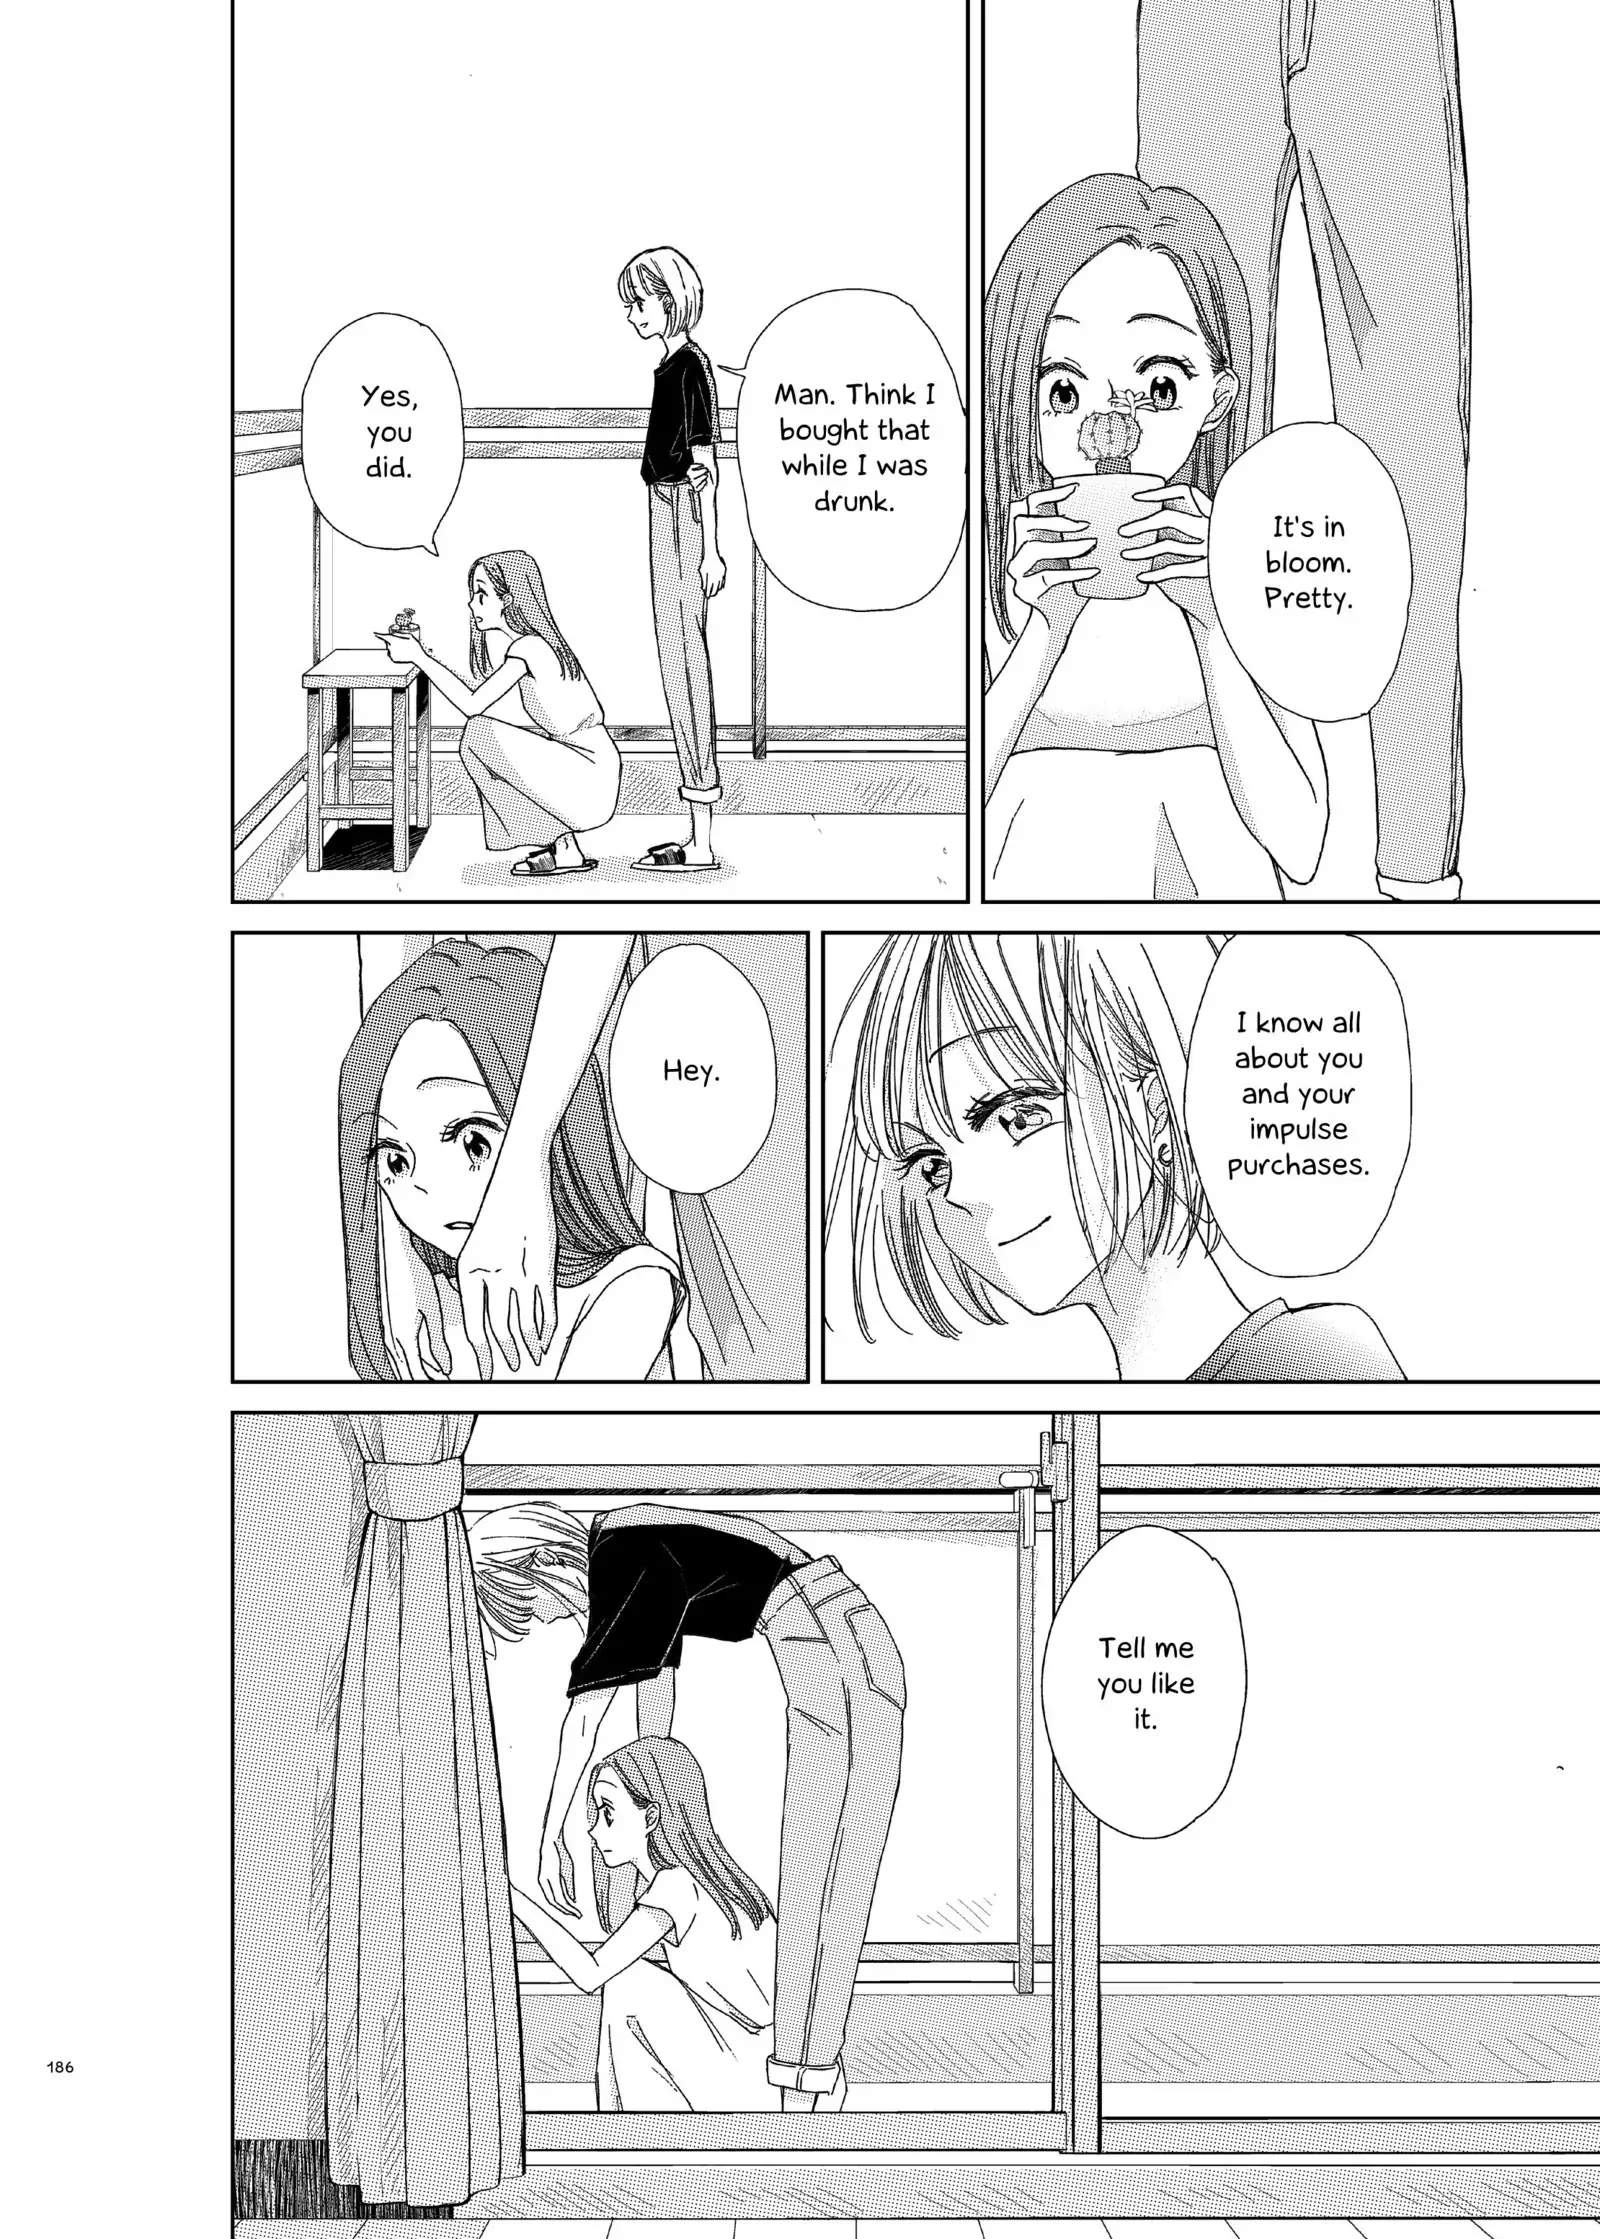 It's in
bloom.
Pretty.
Man. Think I
bought that
while I was
drunk.
Yes,
you
did.
I know all
about you
and your
impulse
purchases.
Hey.
Tell me
you like
it.
186